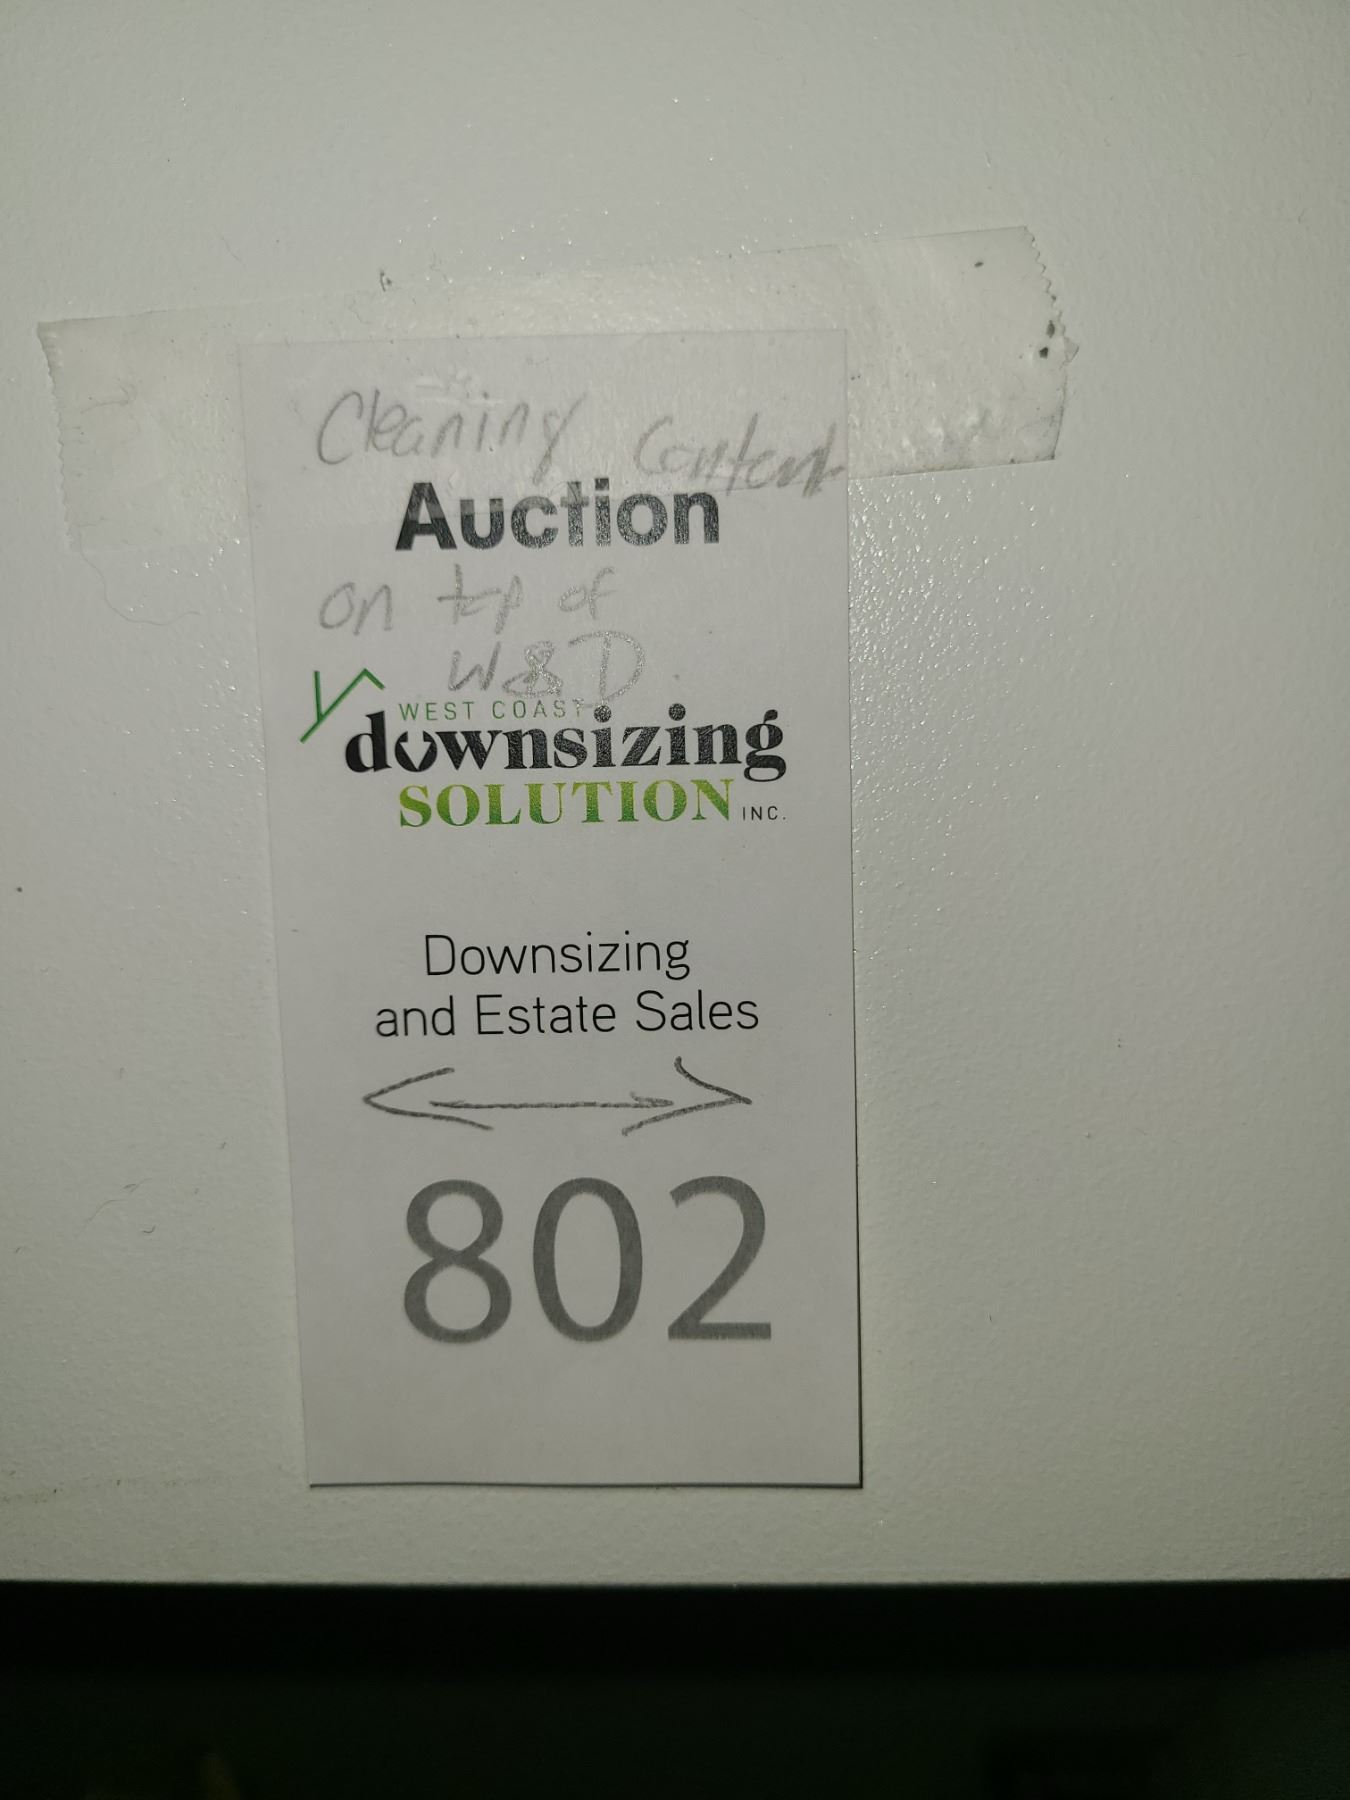 Cleaning Content
Auction
on top of
W&D
WEST COAST
downsizing
SOLUTION INC.
Downsizing
and Estate Sales
802